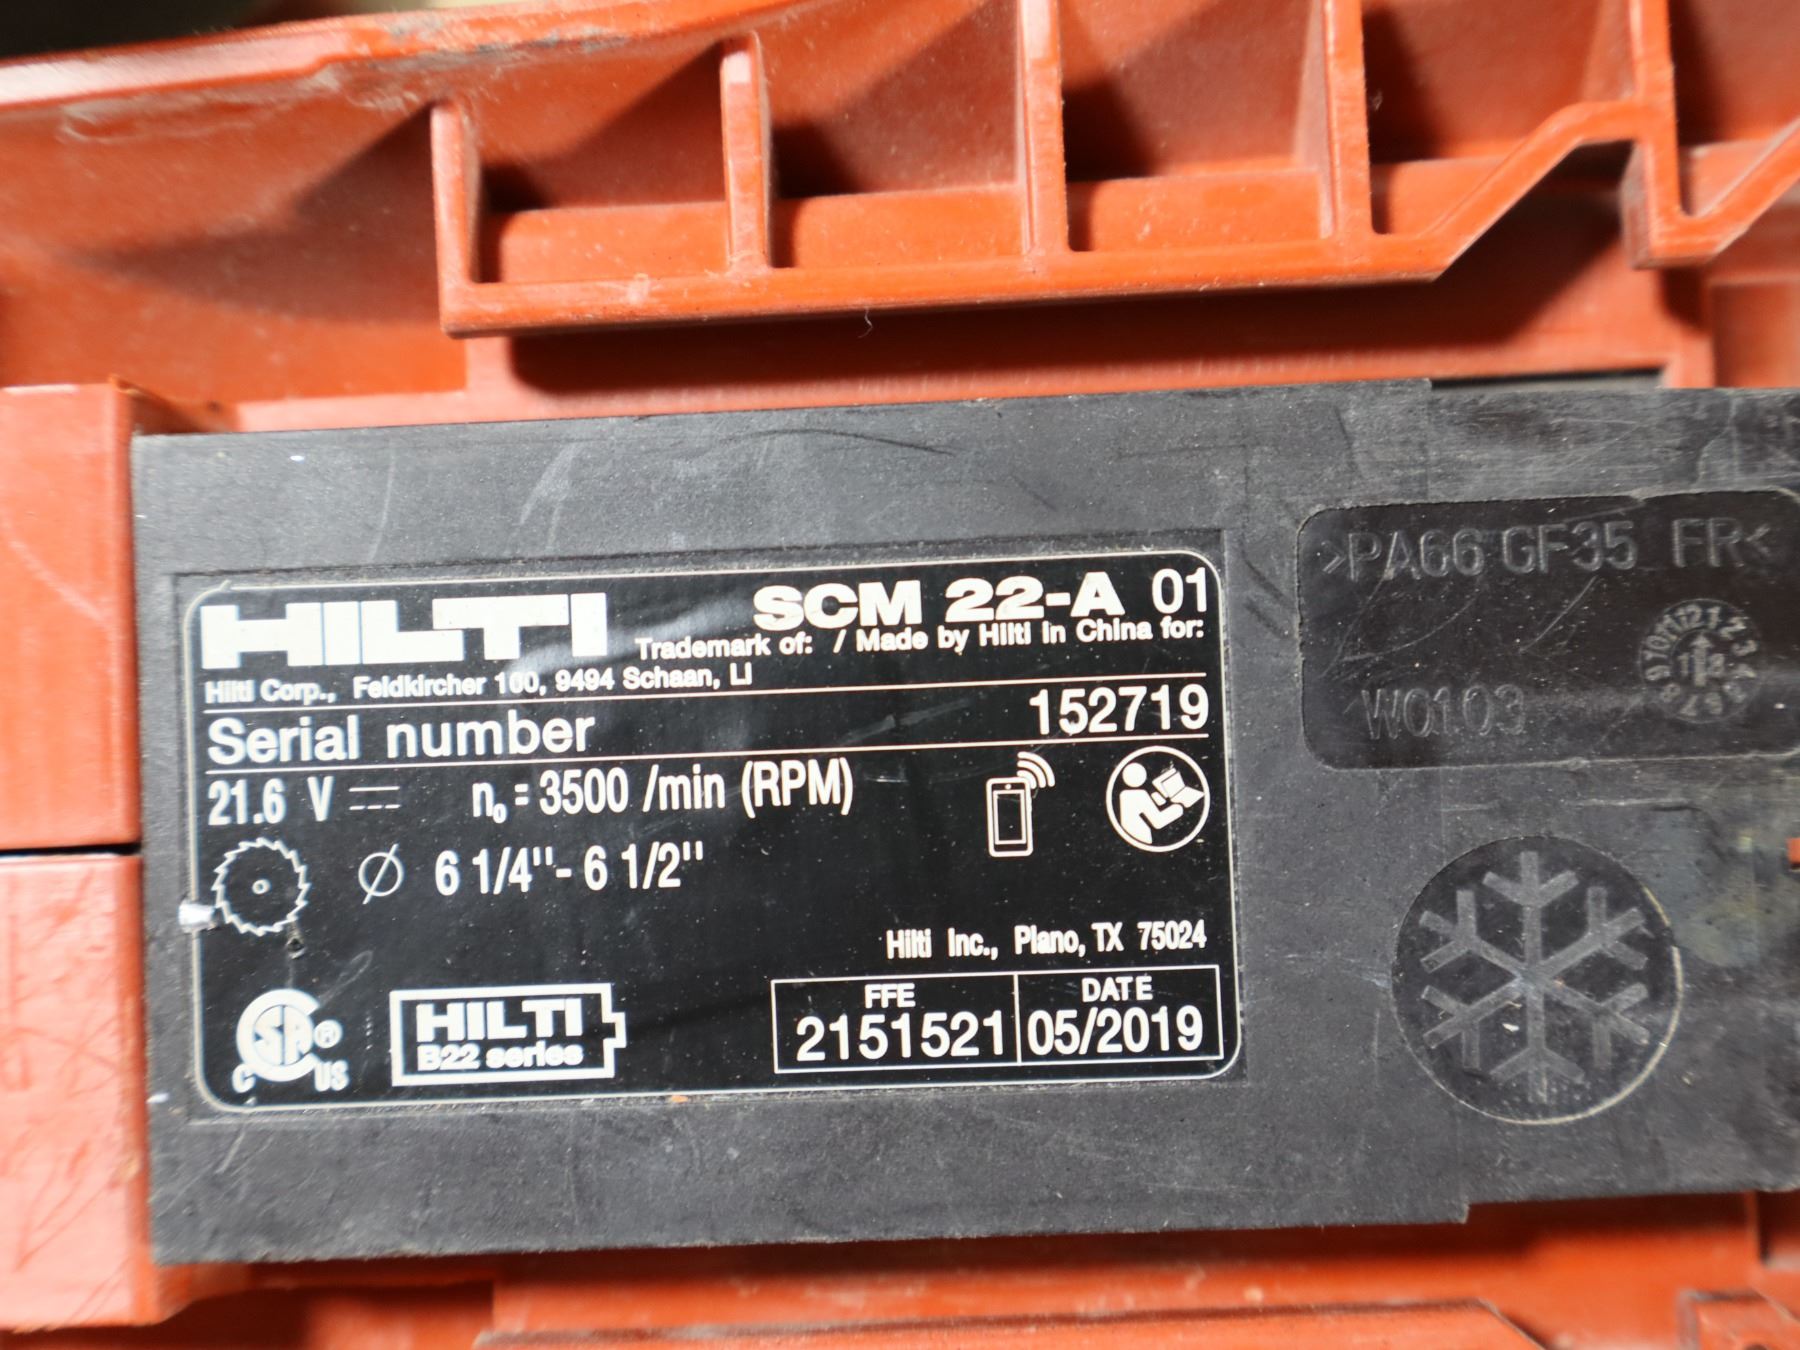 HILTI SCM 22-A 01
Trademark of: / Made by Hilti in China for:
Hilti Corp., Feldkircher 100, 9494 Schaan, LI
Serial number 152719
21.6 V n₀ = 3500 /min (RPM)
Ø 6 1/4" - 6 1/2"
Hilti Inc., Plano, TX 75024
FFE DATE
2151521 05/2019
C SP ® US
HILTI
B22 series
>PA66 GF35 FR<
W0103